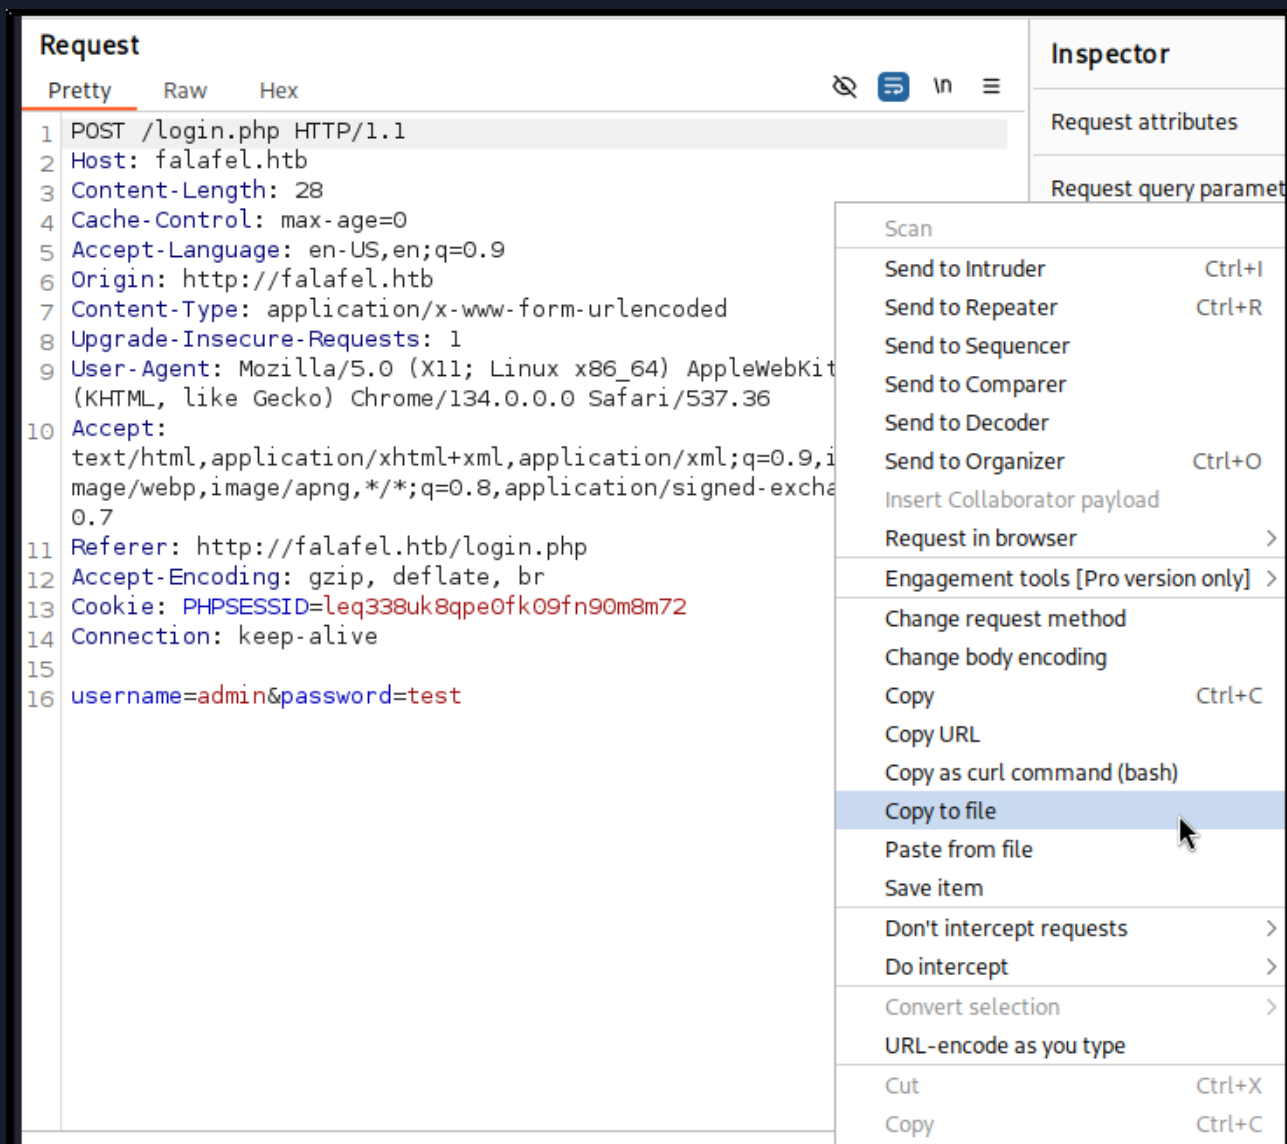 Request
Pretty Raw Hex \n
1 POST /login.php HTTP/1.1
2 Host: falafel.htb
3 Content-Length: 28
4 Cache-Control: max-age=0
5 Accept-Language: en-US,en;q=0.9
6 Origin: http://falafel.htb
7 Content-Type: application/x-www-form-urlencoded
8 Upgrade-Insecure-Requests: 1
9 User-Agent: Mozilla/5.0 (X11; Linux x86_64) AppleWebKit
(KHTML, like Gecko) Chrome/134.0.0.0 Safari/537.36
10 Accept:
text/html,application/xhtml+xml,application/xml;q=0.9,i
mage/webp,image/apng,*/*;q=0.8,application/signed-excha
0.7
11 Referer: http://falafel.htb/login.php
12 Accept-Encoding: gzip, deflate, br
13 Cookie: PHPSESSID=leq338uk8qpe0fk09fn90m8m72
14 Connection: keep-alive
15
16 username=admin&password=test
Inspector
Request attributes
Request query paramet
Scan
Send to Intruder Ctrl+I
Send to Repeater Ctrl+R
Send to Sequencer
Send to Comparer
Send to Decoder
Send to Organizer Ctrl+O
Insert Collaborator payload
Request in browser
Engagement tools [Pro version only]
Change request method
Change body encoding
Copy Ctrl+C
Copy URL
Copy as curl command (bash)
Copy to file
Paste from file
Save item
Don't intercept requests
Do intercept
Convert selection
URL-encode as you type
Cut Ctrl+X
Copy Ctrl+C